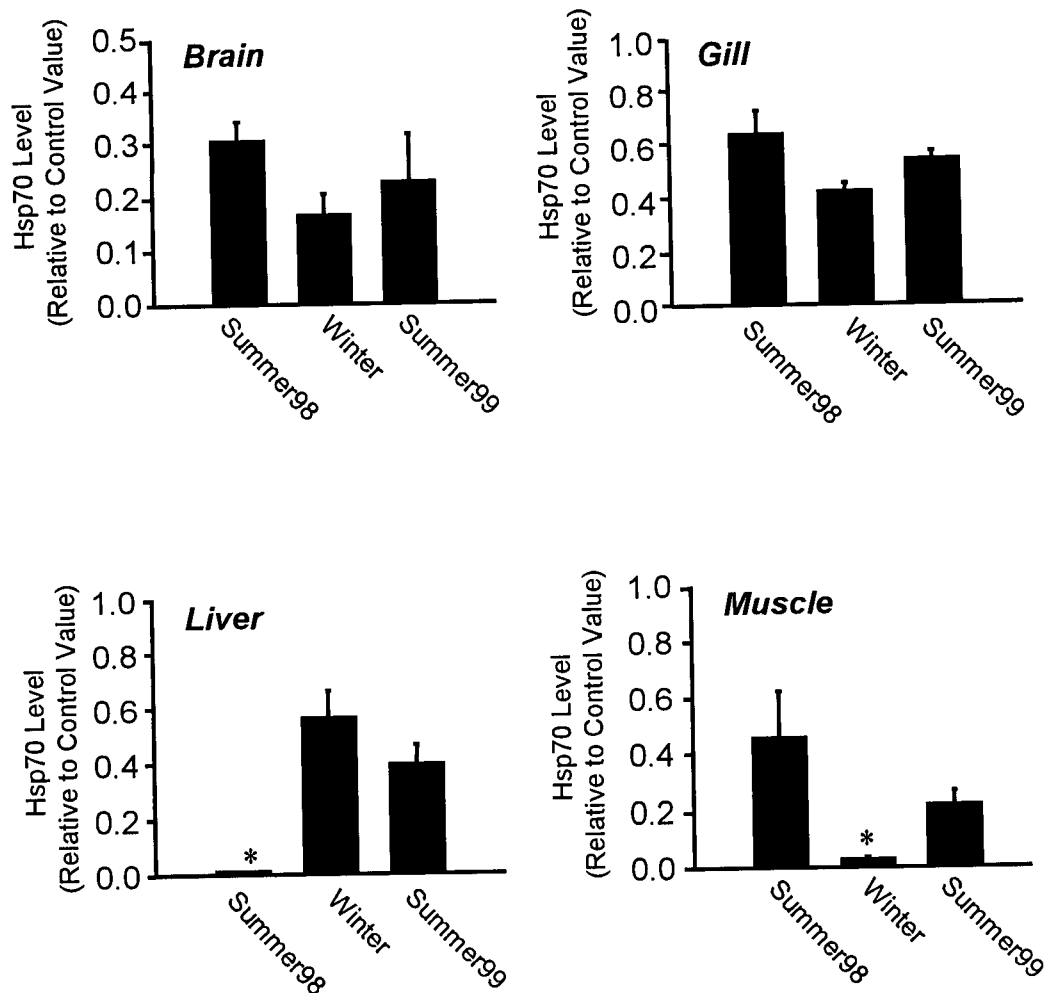 Brain
Hsp70 Level
(Relative to Control Value)
0.5
0.4
0.3
0.2
0.1
0.0
Summer98
Winter
Summer99
Gill
Hsp70 Level
(Relative to Control Value)
1.0
0.8
0.6
0.4
0.2
0.0
Summer98
Winter
Summer99
Liver
Hsp70 Level
(Relative to Control Value)
1.0
0.8
0.6
0.4
0.2
0.0
*
Summer98
Winter
Summer99
Muscle
Hsp70 Level
(Relative to Control Value)
1.0
0.8
0.6
0.4
0.2
0.0
*
Summer98
Winter
Summer99